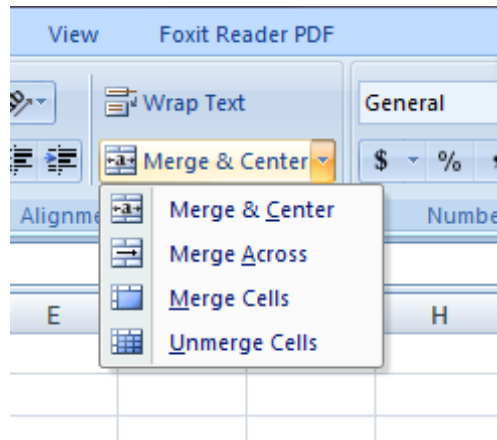 View Foxit Reader PDF
Wrap Text General
Merge & Center $ %
Alignme Numbe
Merge & Center
Merge Across
Merge Cells
Unmerge Cells
E H